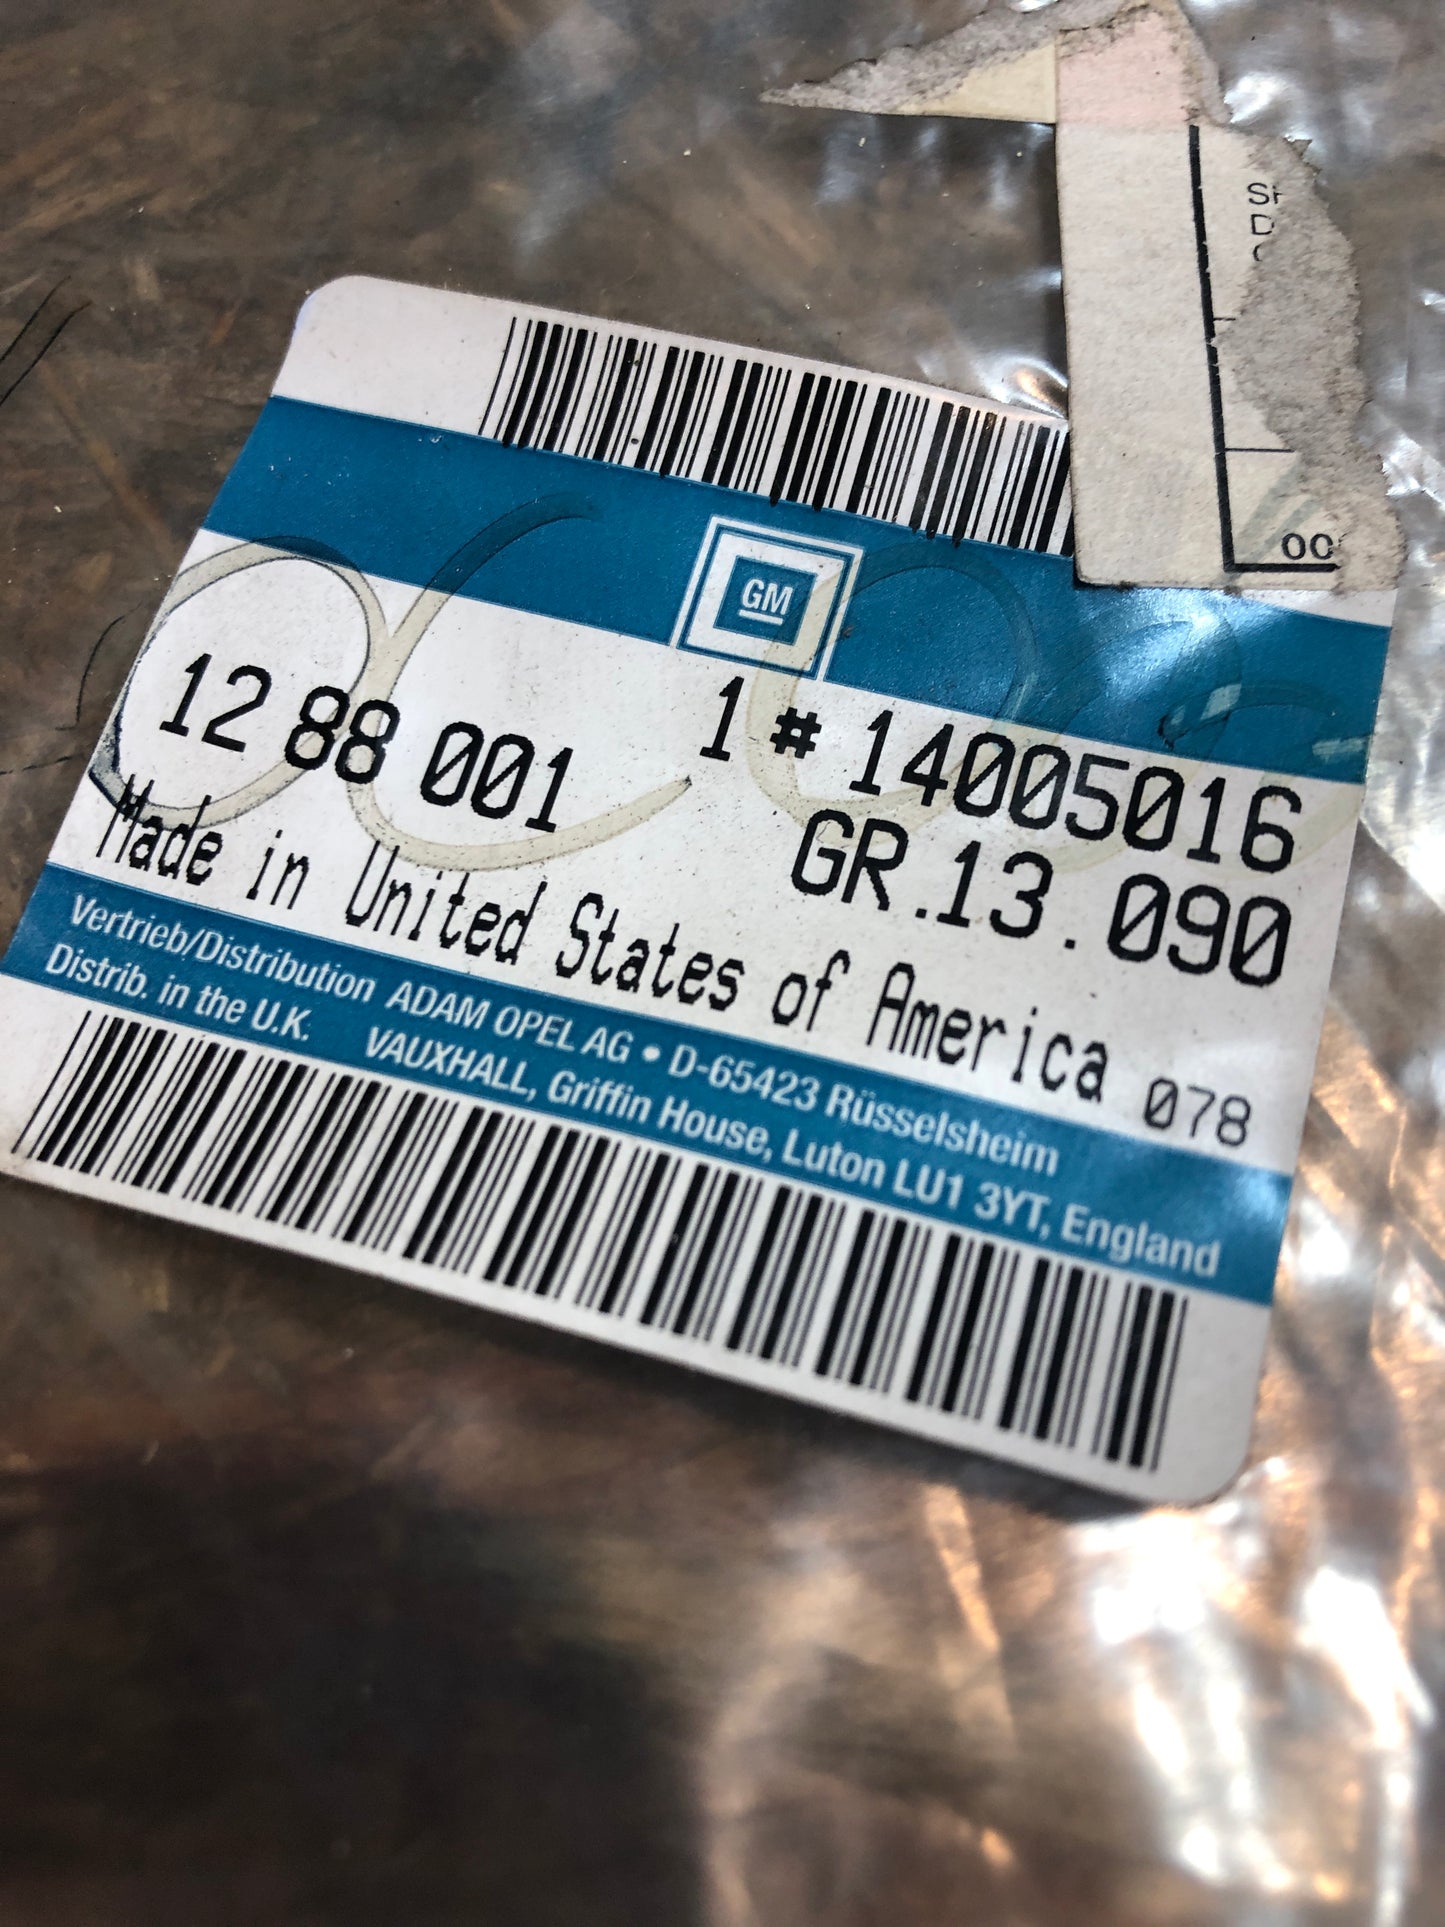 GM
12 88 001
1 # 14005016
GR.13.090
Made in United States of America 078
Vertrieb/Distribution ADAM OPEL AG • D-65423 Rüsselsheim
Distrib. in the U.K. VAUXHALL, Griffin House, Luton LU1 3YT, England